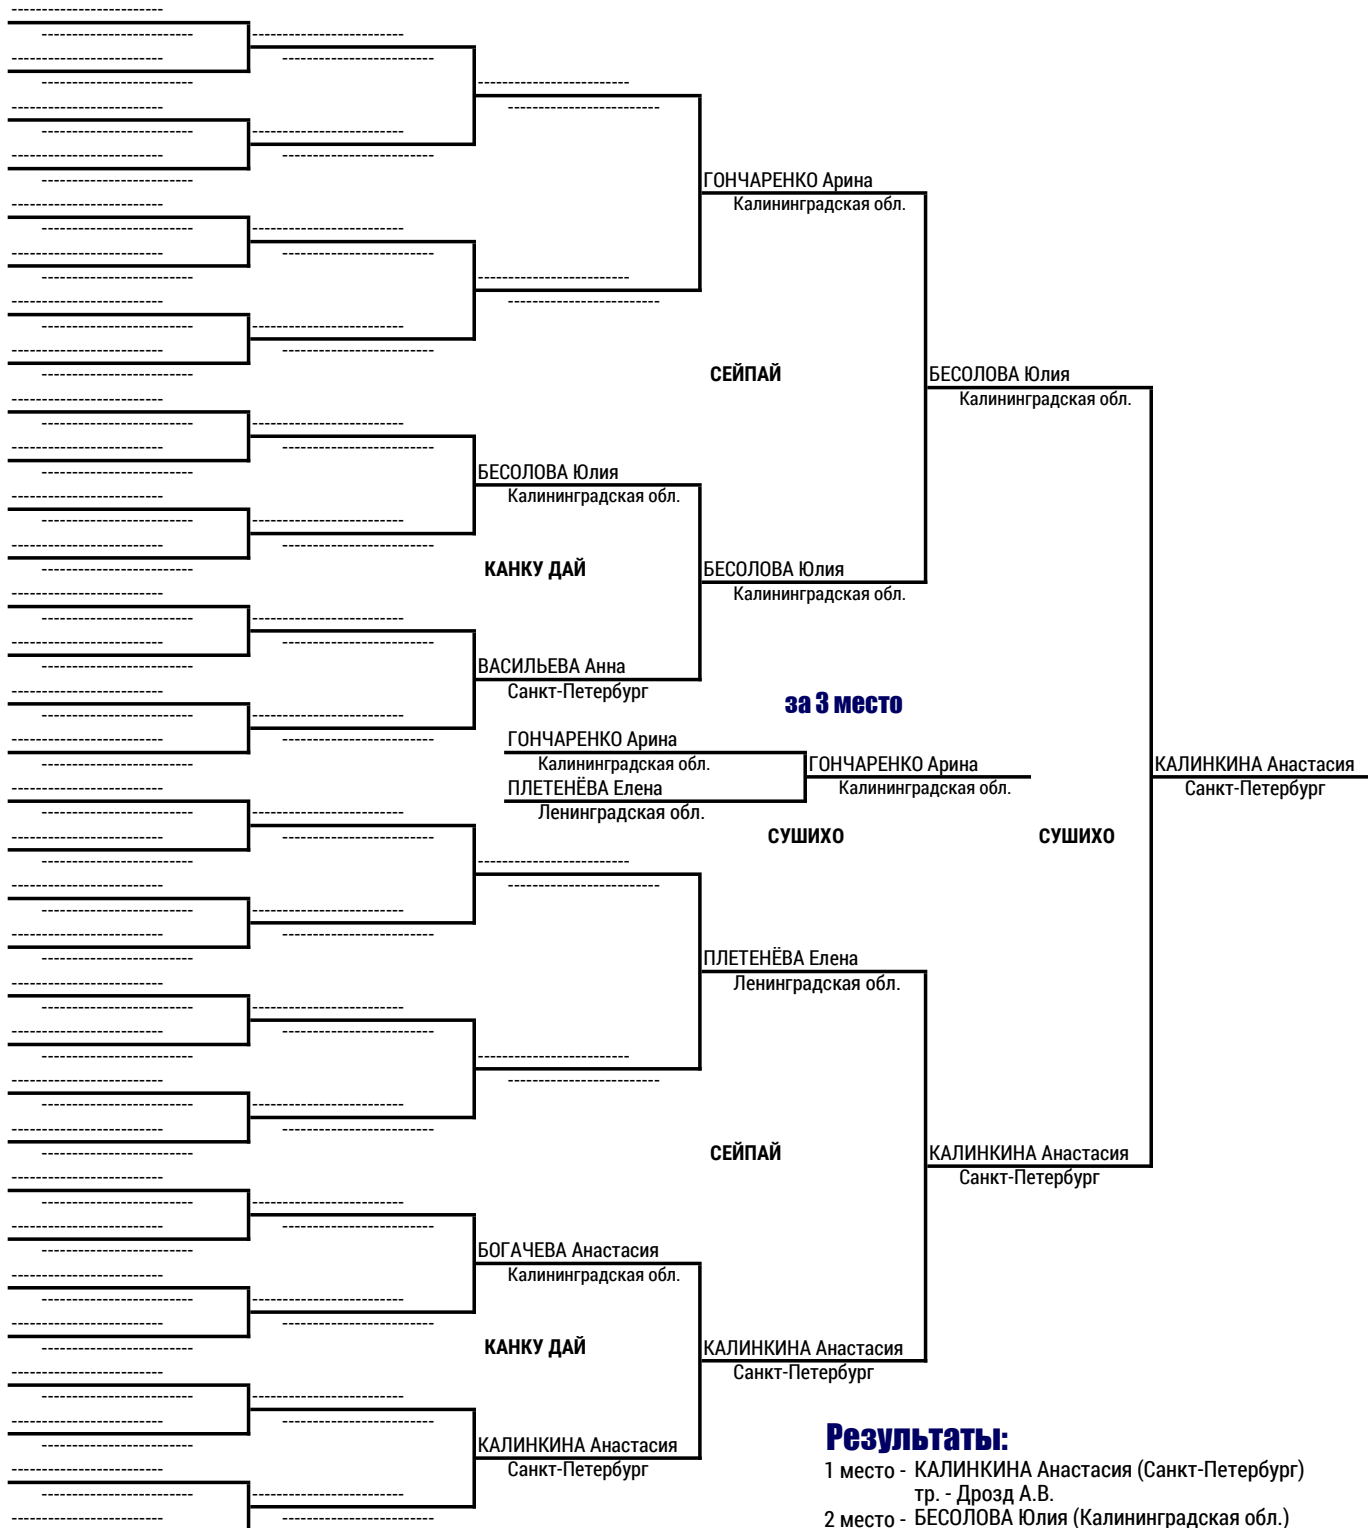 ГОНЧАРЕНКО Арина
Калининградская обл.
СЕЙПАЙ
БЕСОЛОВА Юлия
Калининградская обл.
БЕСОЛОВА Юлия
Калининградская обл.
КАНКУ ДАЙ
БЕСОЛОВА Юлия
Калининградская обл.
ВАСИЛЬЕВА Анна
Санкт-Петербург
за 3 место
ГОНЧАРЕНКО Арина
Калининградская обл.
ПЛЕТЕНЁВА Елена
Ленинградская обл.
ГОНЧАРЕНКО Арина
Калининградская обл.
КАЛИНКИНА Анастасия
Санкт-Петербург
СУШИХО
СУШИХО
ПЛЕТЕНЁВА Елена
Ленинградская обл.
СЕЙПАЙ
КАЛИНКИНА Анастасия
Санкт-Петербург
БОГАЧЕВА Анастасия
Калининградская обл.
КАНКУ ДАЙ
КАЛИНКИНА Анастасия
Санкт-Петербург
КАЛИНКИНА Анастасия
Санкт-Петербург
Результаты:
1 место - КАЛИНКИНА Анастасия (Санкт-Петербург)
тр. - Дрозд А.В.
2 место - БЕСОЛОВА Юлия (Калининградская обл.)